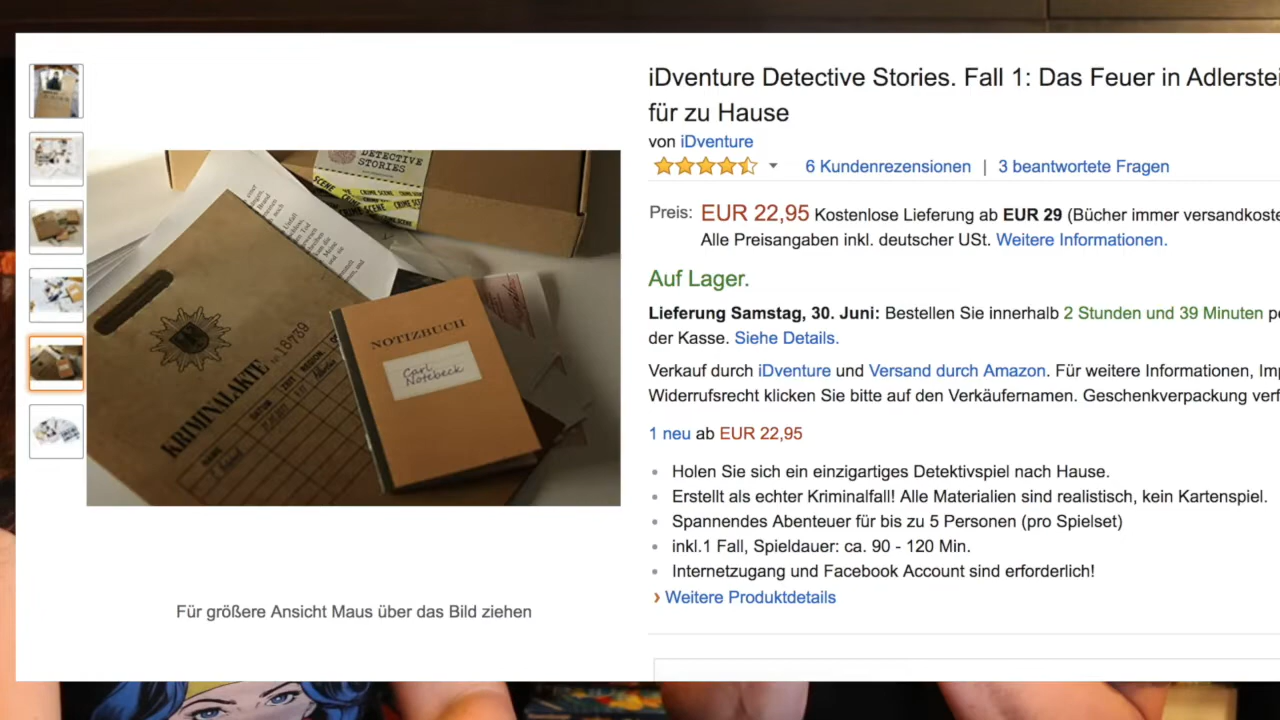 iDventure Detective Stories. Fall 1: Das Feuer in
für zu Hause
von iDventure
6 Kundenrezensionen | 3 beantwortete Fragen
Preis: EUR 22,95 Kostenlose Lieferung ab EUR 29 (Bücher immer
Alle Preisangaben inkl. deutscher USt. Weitere Informationen.
Auf Lager.
Lieferung Samstag, 30. Juni: Bestellen Sie innerhalb 2 Stunden und 39 Minuten
der Kasse. Siehe Details.
Verkauf durch iDventure und Versand durch Amazon. Für weitere Informationen,
Widerrufsrecht klicken Sie bitte auf den Verkäufernamen. Geschenkverpackung
1 neu ab EUR 22,95
Holen Sie sich ein einzigartiges Detektivspiel nach Hause.
Erstellt als echter Kriminalfall! Alle Materialien sind realistisch, kein Kartenspiel.
Spannendes Abenteuer für bis zu 5 Personen (pro Spielset)
inkl.1 Fall, Spieldauer: ca. 90 - 120 Min.
Internetzugang und Facebook Account sind erforderlich!
› Weitere Produktdetails
DETECTIVE
STORIES
CRIME SCENE
KRIMINALAKTE Nr. 18739
NOTIZBUCH
Carl
Notebeck
Für größere Ansicht Maus über das Bild ziehen